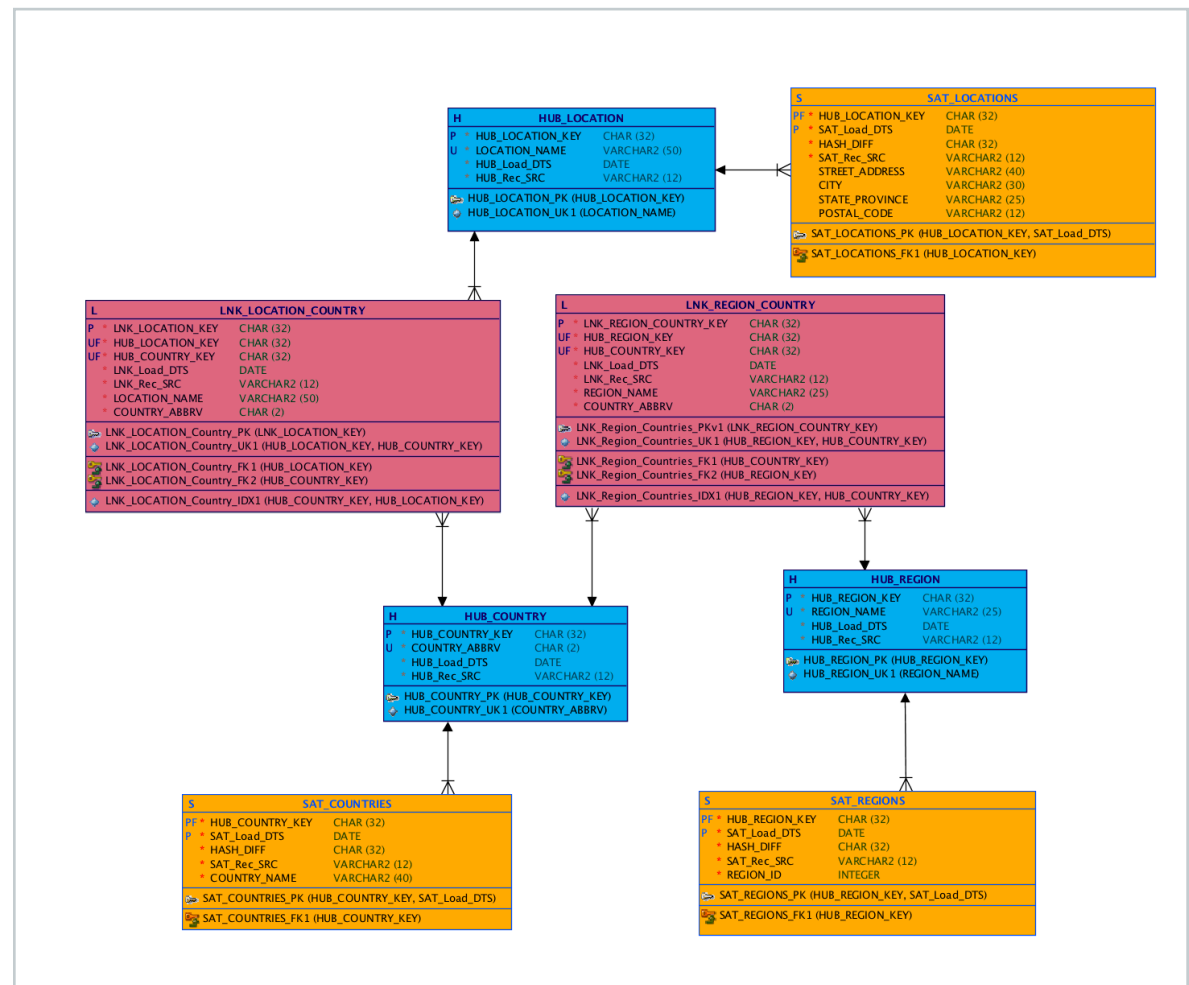 H HUB_LOCATION
P * HUB_LOCATION_KEY CHAR (32)
U * LOCATION_NAME VARCHAR2 (50)
* HUB_Load_DTS DATE
* HUB_Rec_SRC VARCHAR2 (12)
HUB_LOCATION_PK (HUB_LOCATION_KEY)
HUB_LOCATION_UK1 (LOCATION_NAME)
S SAT_LOCATIONS
PF * HUB_LOCATION_KEY CHAR (32)
P * SAT_Load_DTS DATE
* HASH_DIFF CHAR (32)
* SAT_Rec_SRC VARCHAR2 (12)
STREET_ADDRESS VARCHAR2 (40)
CITY VARCHAR2 (30)
STATE_PROVINCE VARCHAR2 (25)
POSTAL_CODE VARCHAR2 (12)
SAT_LOCATIONS_PK (HUB_LOCATION_KEY, SAT_Load_DTS)
SAT_LOCATIONS_FK1 (HUB_LOCATION_KEY)
L LNK_LOCATION_COUNTRY
P * LNK_LOCATION_KEY CHAR (32)
UF * HUB_LOCATION_KEY CHAR (32)
UF * HUB_COUNTRY_KEY CHAR (32)
* LNK_Load_DTS DATE
* LNK_Rec_SRC VARCHAR2 (12)
* LOCATION_NAME VARCHAR2 (50)
* COUNTRY_ABBRV CHAR (2)
LNK_LOCATION_Country_PK (LNK_LOCATION_KEY)
LNK_LOCATION_Country_UK1 (HUB_LOCATION_KEY, HUB_COUNTRY_KEY)
LNK_LOCATION_Country_FK1 (HUB_LOCATION_KEY)
LNK_LOCATION_Country_FK2 (HUB_COUNTRY_KEY)
LNK_LOCATION_Country_IDX1 (HUB_COUNTRY_KEY, HUB_LOCATION_KEY)
L LNK_REGION_COUNTRY
P * LNK_REGION_COUNTRY_KEY CHAR (32)
UF * HUB_REGION_KEY CHAR (32)
UF * HUB_COUNTRY_KEY CHAR (32)
* LNK_Load_DTS DATE
* LNK_Rec_SRC VARCHAR2 (12)
* REGION_NAME VARCHAR2 (25)
* COUNTRY_ABBRV CHAR (2)
LNK_Region_Countries_PKv1 (LNK_REGION_COUNTRY_KEY)
LNK_Region_Countries_UK1 (HUB_REGION_KEY, HUB_COUNTRY_KEY)
LNK_Region_Countries_FK1 (HUB_COUNTRY_KEY)
LNK_Region_Countries_FK2 (HUB_REGION_KEY)
LNK_Region_Countries_IDX1 (HUB_REGION_KEY, HUB_COUNTRY_KEY)
H HUB_COUNTRY
P * HUB_COUNTRY_KEY CHAR (32)
U * COUNTRY_ABBRV CHAR (2)
* HUB_Load_DTS DATE
* HUB_Rec_SRC VARCHAR2 (12)
HUB_COUNTRY_PK (HUB_COUNTRY_KEY)
HUB_COUNTRY_UK1 (COUNTRY_ABBRV)
H HUB_REGION
P * HUB_REGION_KEY CHAR (32)
U * REGION_NAME VARCHAR2 (25)
* HUB_Load_DTS DATE
* HUB_Rec_SRC VARCHAR2 (12)
HUB_REGION_PK (HUB_REGION_KEY)
HUB_REGION_UK1 (REGION_NAME)
S SAT_COUNTRIES
PF * HUB_COUNTRY_KEY CHAR (32)
P * SAT_Load_DTS DATE
* HASH_DIFF CHAR (32)
* SAT_Rec_SRC VARCHAR2 (12)
* COUNTRY_NAME VARCHAR2 (40)
SAT_COUNTRIES_PK (HUB_COUNTRY_KEY, SAT_Load_DTS)
SAT_COUNTRIES_FK1 (HUB_COUNTRY_KEY)
S SAT_REGIONS
PF * HUB_REGION_KEY CHAR (32)
P * SAT_Load_DTS DATE
* HASH_DIFF CHAR (32)
* SAT_Rec_SRC VARCHAR2 (12)
* REGION_ID INTEGER
SAT_REGIONS_PK (HUB_REGION_KEY, SAT_Load_DTS)
SAT_REGIONS_FK1 (HUB_REGION_KEY)